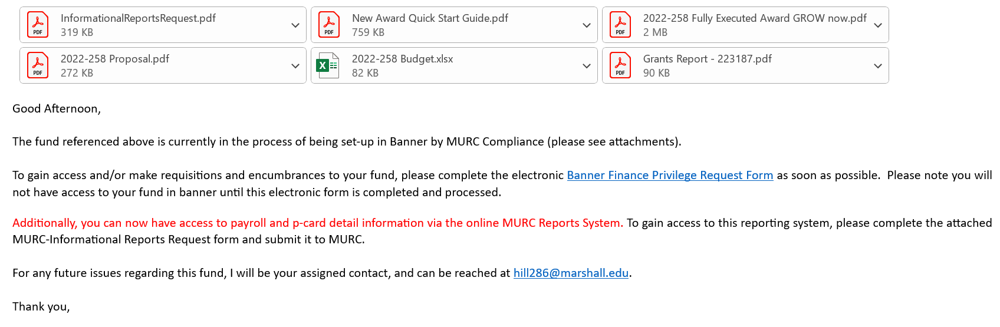 InformationalReportsRequest.pdf
319 KB
New Award Quick Start Guide.pdf
759 KB
2022-258 Fully Executed Award GROW now.pdf
2 MB
PDF
PDF
PDF
2022-258 Proposal.pdf
272 KB
2022-258 Budget.xlsx
82 KB
Grants Report - 223187.pdf
90 KB
PDF
X
PDF
Good Afternoon,
The fund referenced above is currently in the process of being set-up in Banner by MURC Compliance (please see attachments).
To gain access and/or make requisitions and encumbrances to your fund, please complete the electronic Banner Finance Privilege Request Form as soon as possible.  Please note you will
not have access to your fund in banner until this electronic form is completed and processed.
Additionally, you can now have access to payroll and p-card detail information via the online MURC Reports System. To gain access to this reporting system, please complete the attached
MURC-Informational Reports Request form and submit it to MURC.
For any future issues regarding this fund, I will be your assigned contact, and can be reached at hill286@marshall.edu.
Thank you,